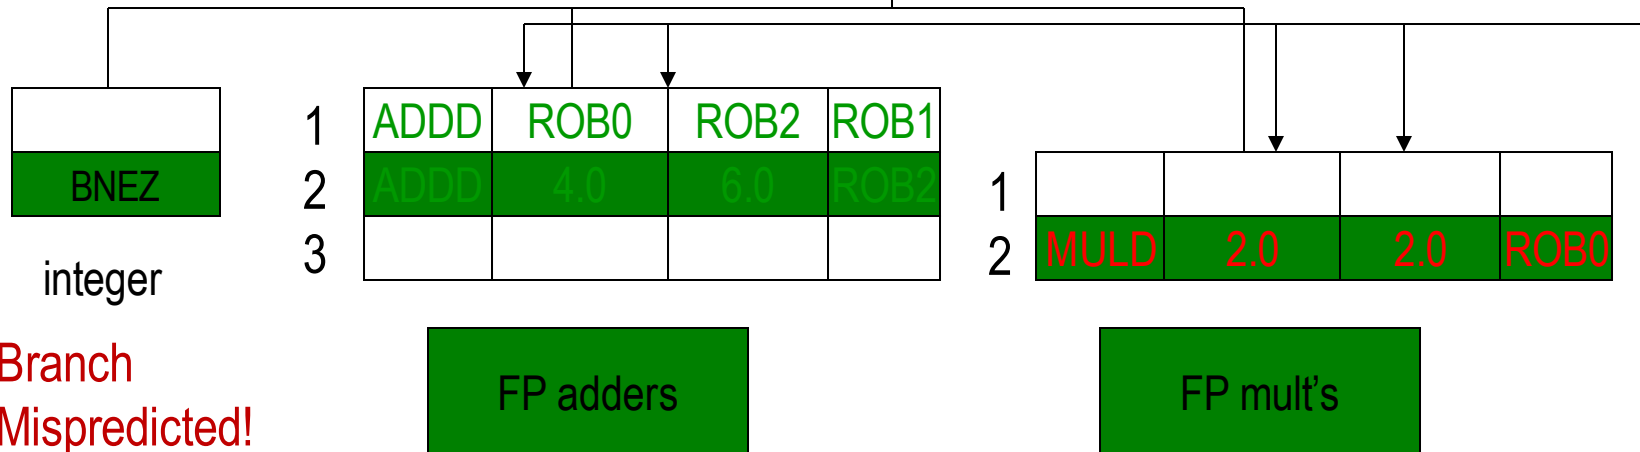 1 ADDD ROB0 ROB2 ROB1
BNEZ 2 ADDD 4.0 6.0 ROB2 1
3 2 MULD 2.0 2.0 ROB0
integer
Branch
Mispredicted!
FP adders FP mult's